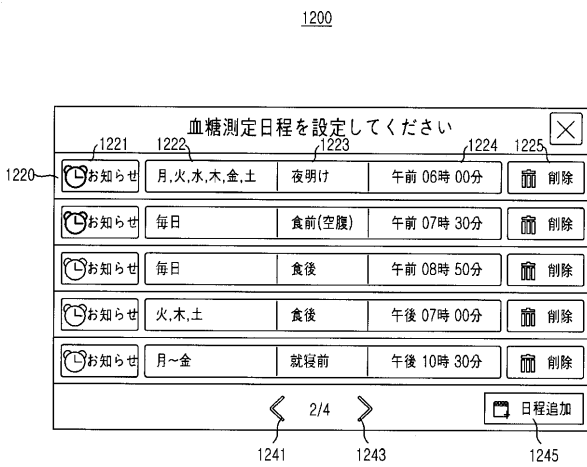 1200
血糖測定日程を設定してください
1221 1222 1223 1224 1225
1220 お知らせ 月,火,水,木,金,土 夜明け 午前 06時 00分 削除
お知らせ 毎日 食前(空腹) 午前 07時 30分 削除
お知らせ 毎日 食後 午前 08時 50分 削除
お知らせ 火,木,土 食後 午後 07時 00分 削除
お知らせ 月~金 就寝前 午後 10時 30分 削除
2/4 日程追加
1241 1243 1245